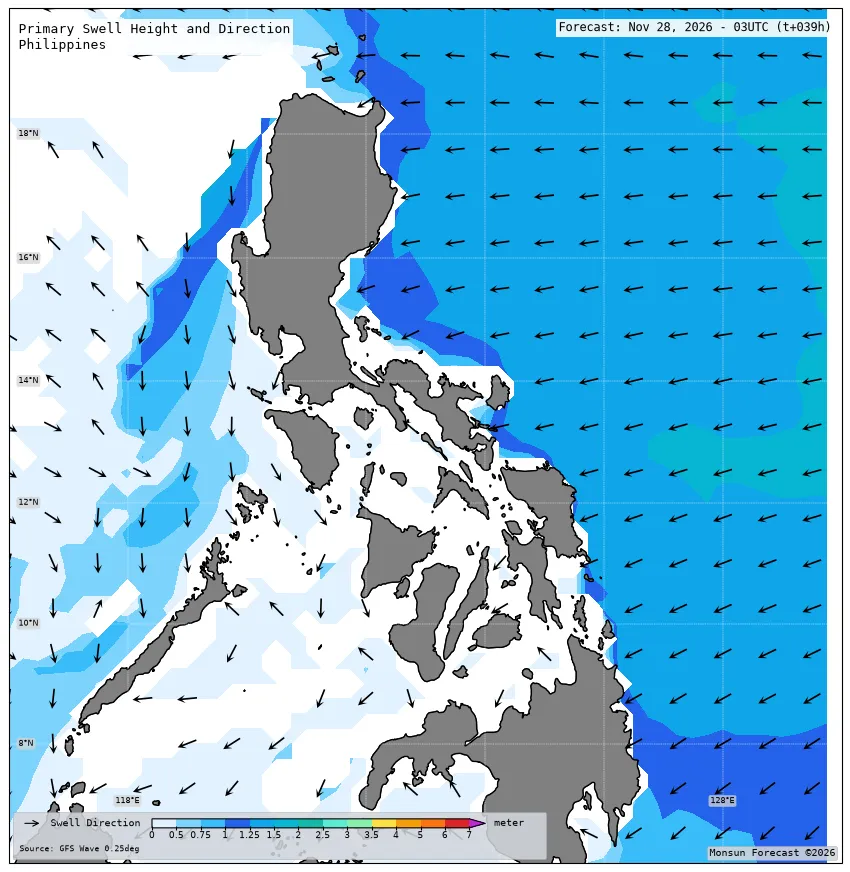 Primary Swell Height and Direction
Philippines
Forecast: Nov 28, 2026 - 03UTC (t+039h)
18°N
16°N
14°N
12°N
10°N
8°N
118°E
128°E
Swell Direction
meter
0 0.5 0.75 1 1.25 1.5 2 2.5 3 3.5 4 5 6 7
Source: GFS Wave 0.25deg
Monsun Forecast ©2026